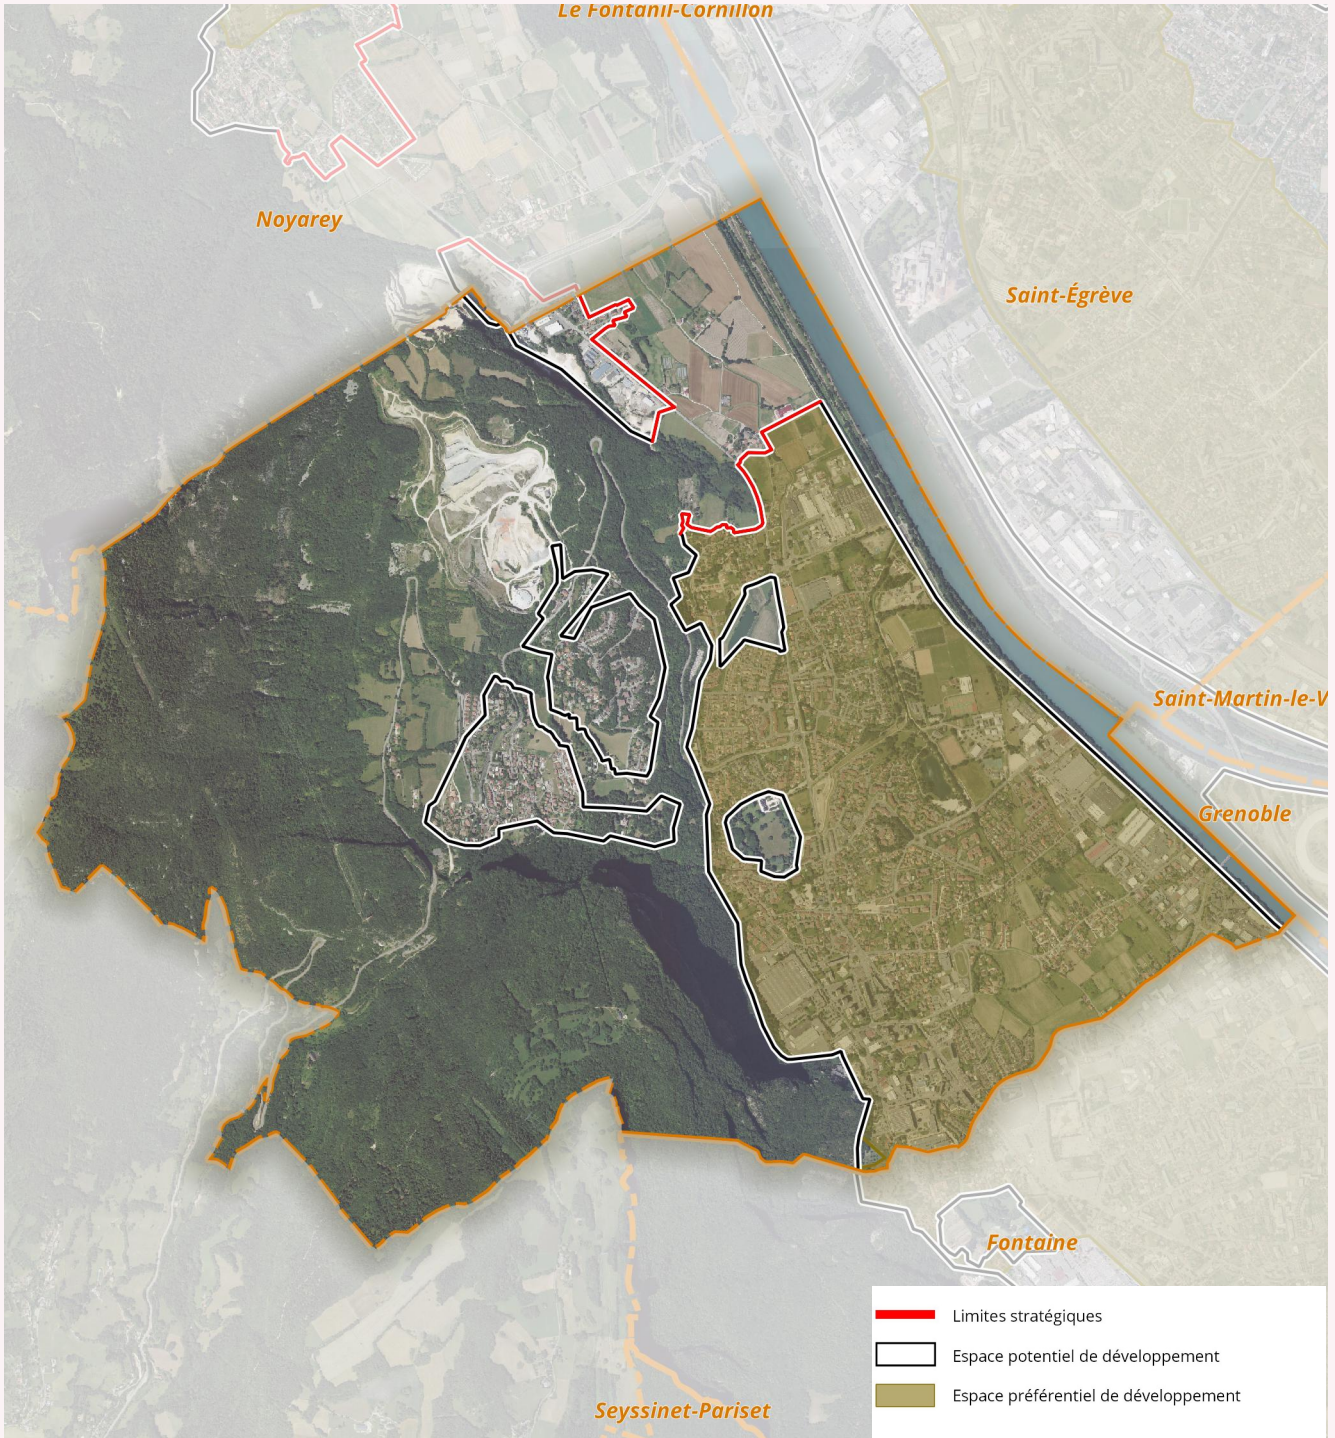 Le Fontanil-Cornillon
Noyarey
Saint-Égrève
Saint-Martin-le-V
Grenoble
Fontaine
Seyssinet-Pariset
Limites stratégiques
Espace potentiel de développement
Espace préférentiel de développement